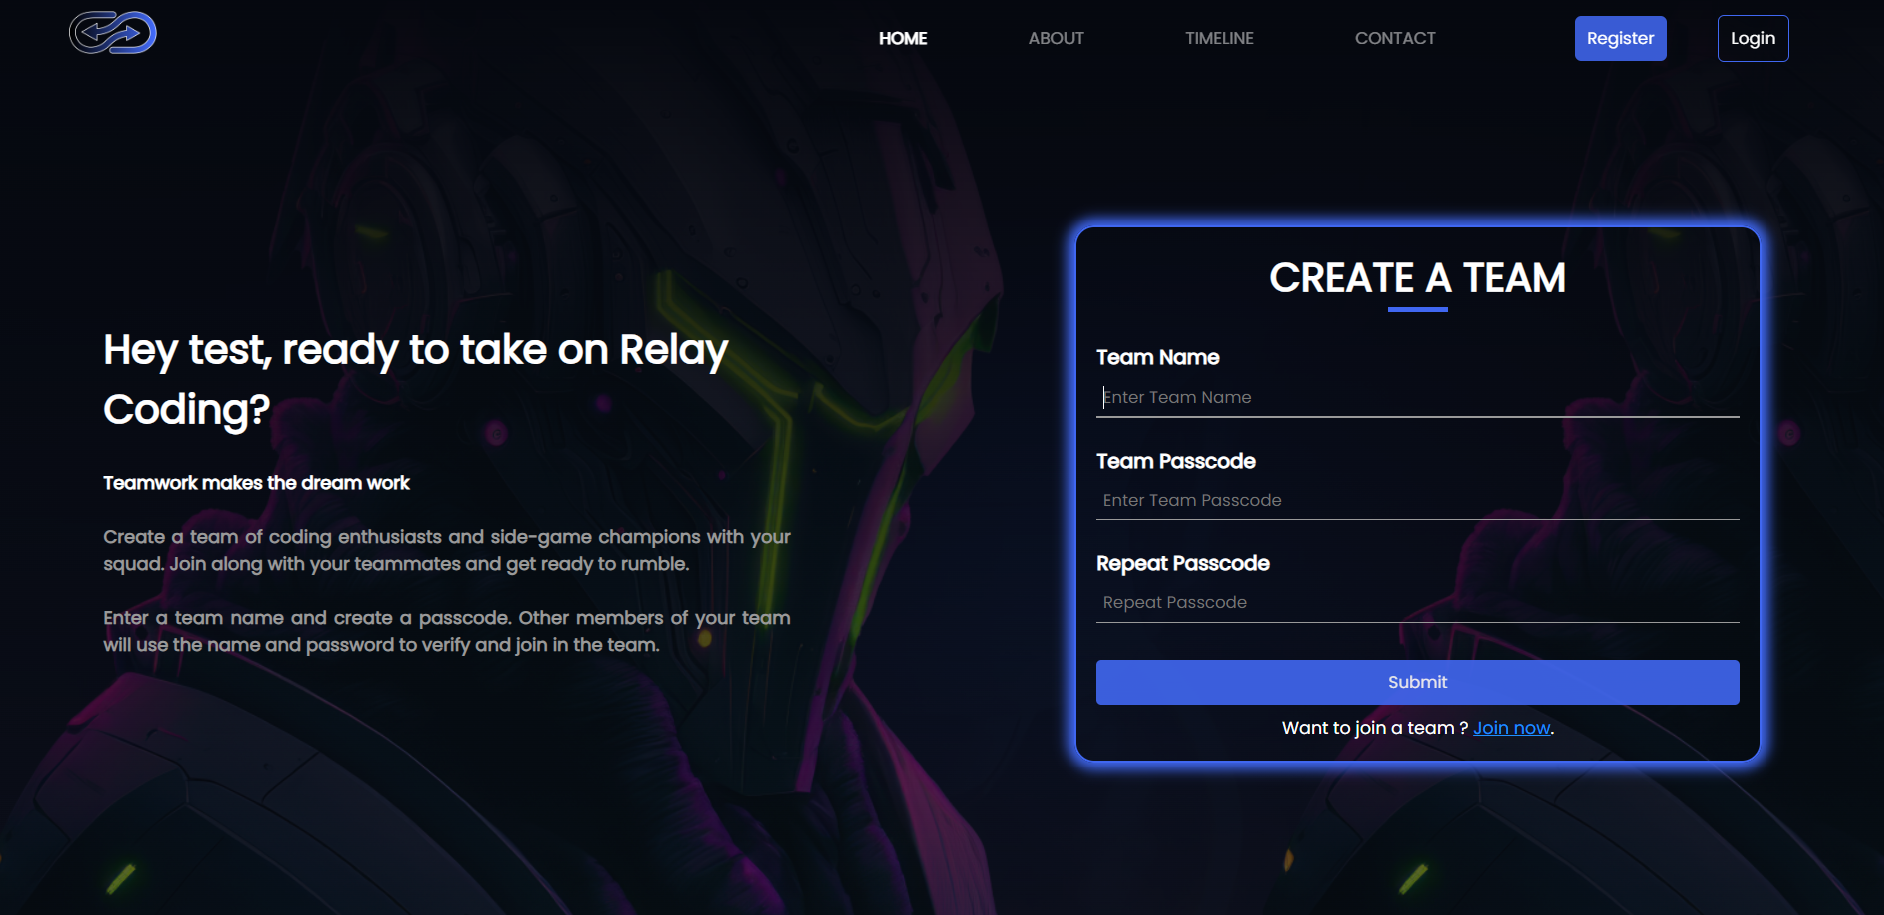 HOME ABOUT TIMELINE CONTACT Register Login
Hey test, ready to take on Relay
Coding?
Teamwork makes the dream work
Create a team of coding enthusiasts and side-game champions with your
squad. Join along with your teammates and get ready to rumble.
Enter a team name and create a passcode. Other members of your team
will use the name and password to verify and join in the team.
CREATE A TEAM
Team Name
Enter Team Name
Team Passcode
Enter Team Passcode
Repeat Passcode
Repeat Passcode
Submit
Want to join a team ? Join now.